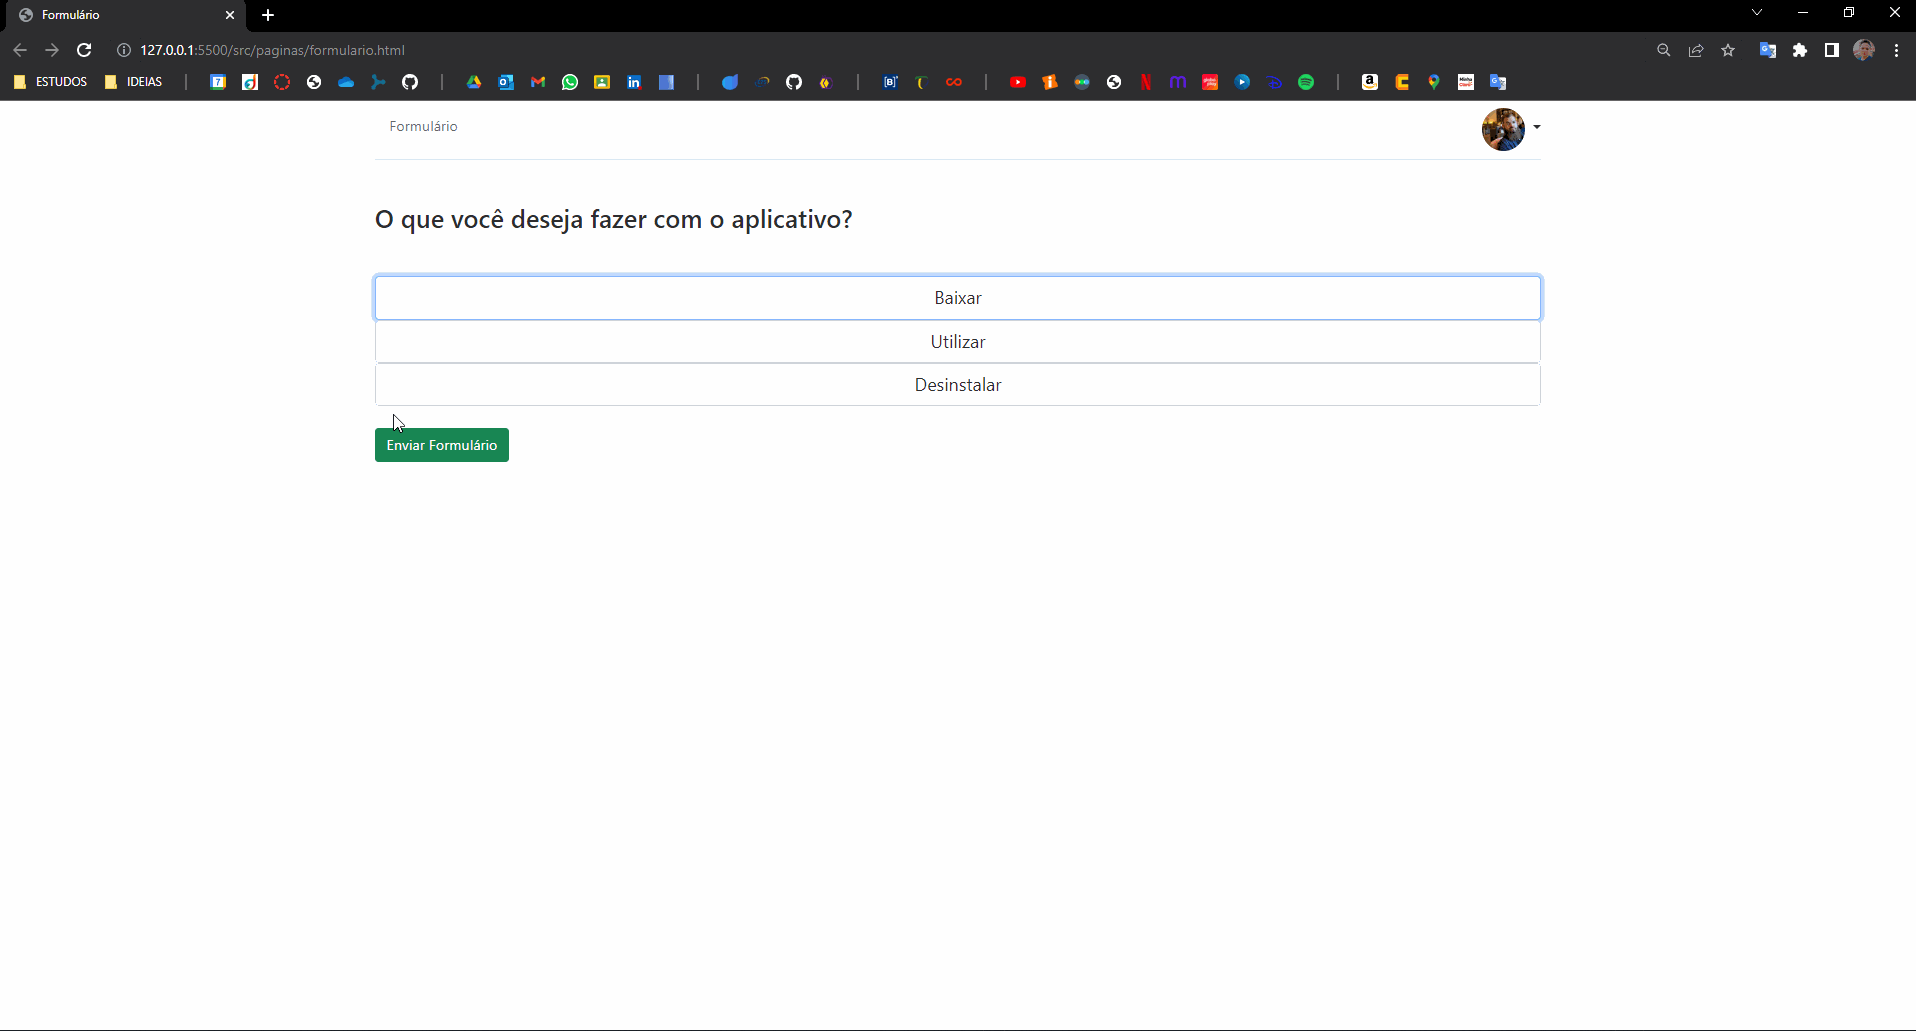 Formulário
127.0.0.1:5500/src/paginas/formulario.html
ESTUDOS
IDEIAS
Formulário
O que você deseja fazer com o aplicativo?
Baixar
Utilizar
Desinstalar
Enviar Formulário